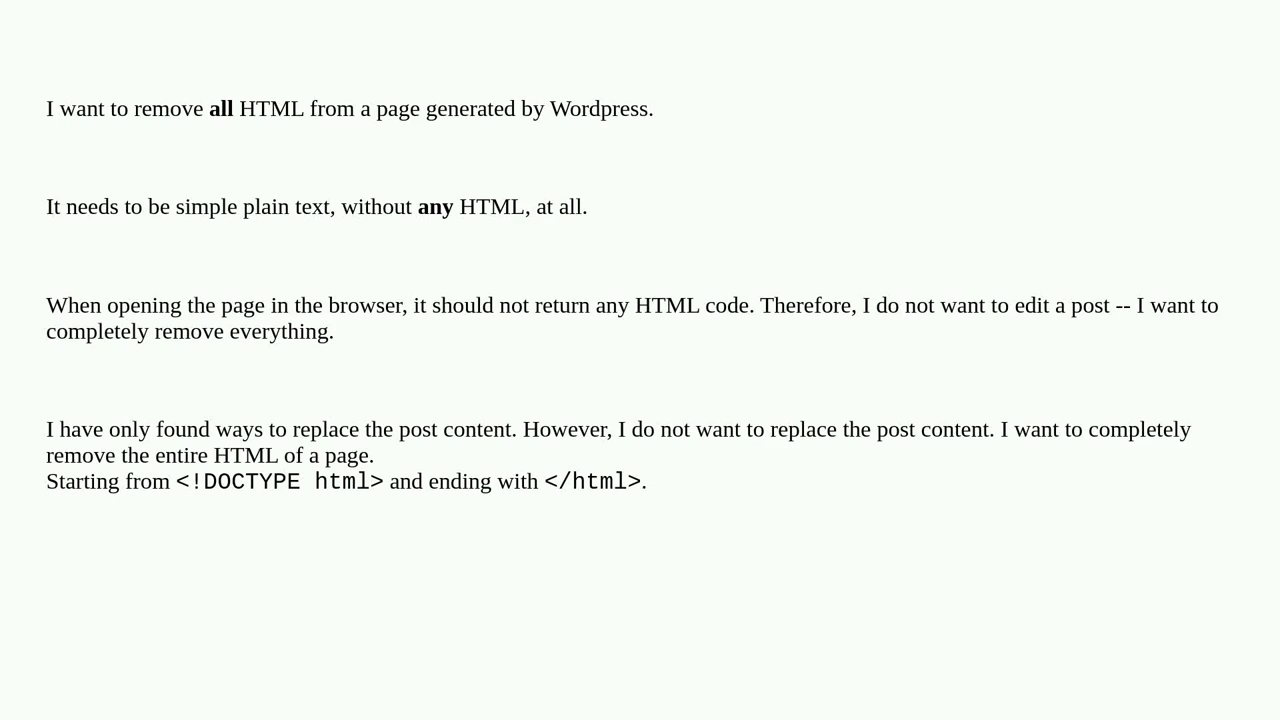 I want to remove all HTML from a page generated by Wordpress.
It needs to be simple plain text, without any HTML, at all.
When opening the page in the browser, it should not return any HTML code. Therefore, I do not want to edit a post -- I want to
completely remove everything.
I have only found ways to replace the post content. However, I do not want to replace the post content. I want to completely
remove the entire HTML of a page.
Starting from <!DOCTYPE html> and ending with </html>.